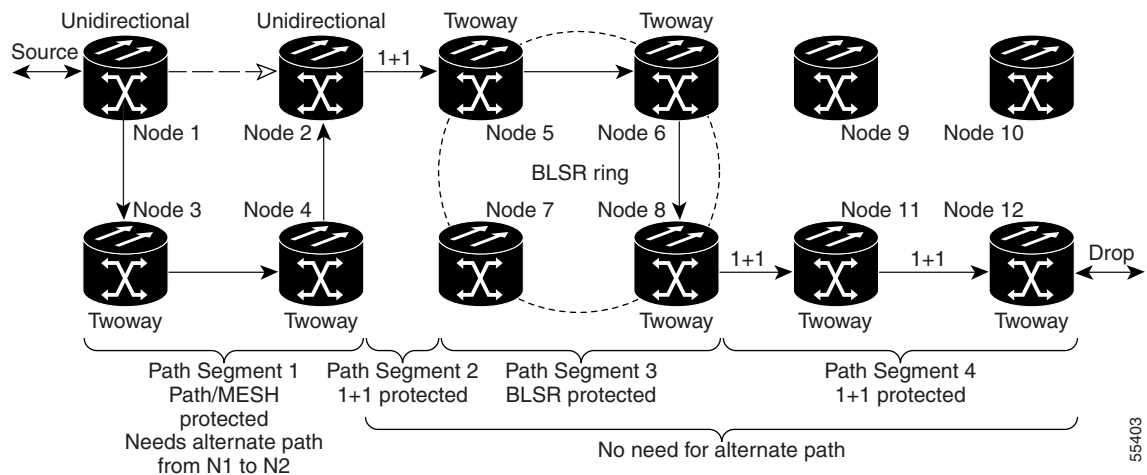 Unidirectional
Unidirectional
Twoway
Twoway
Source
1+1
Node 1
Node 2
Node 5
Node 6
Node 9
Node 10
BLSR ring
Node 3
Node 4
Node 7
Node 8
Node 11
Node 12
1+1
1+1
Drop
Twoway
Twoway
Twoway
Twoway
Twoway
Path Segment 1
Path/MESH
protected
Needs alternate path
from N1 to N2
Path Segment 2
1+1 protected
Path Segment 3
BLSR protected
Path Segment 4
1+1 protected
No need for alternate path
55403